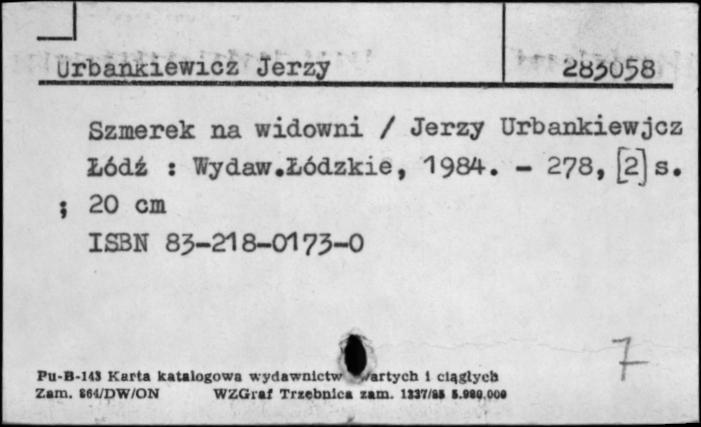 Urbankiewicz Jerzy 283058
Szmerek na widowni / Jerzy Urbankiewjcz
Łódź : Wydaw.Łódzkie, 1984. - 278, [2] s.
; 20 cm
ISBN 83-218-0173-0
7
Pu-B-143 Karta katalogowa wydawnictw i ciągłych
Zam. 864/DW/ON WZGraf Trzebnica zam. 1337/85 5.980.000